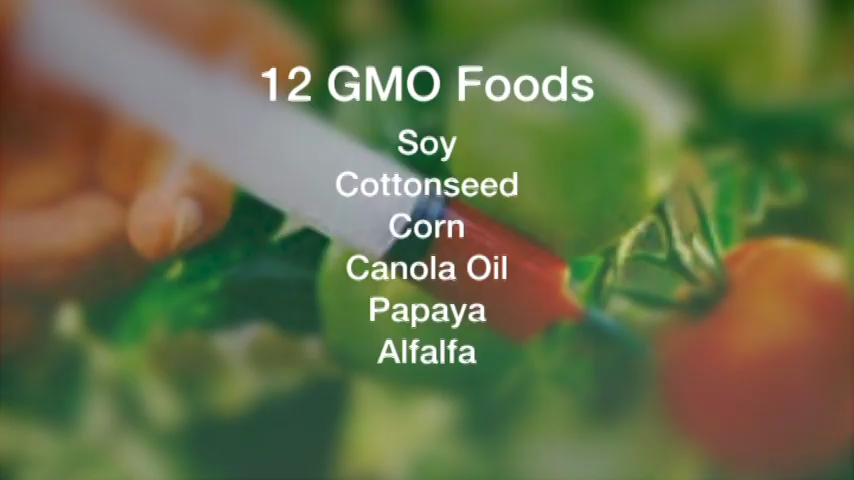 12 GMO Foods
Soy
Cottonseed
Corn
Canola Oil
Papaya
Alfalfa